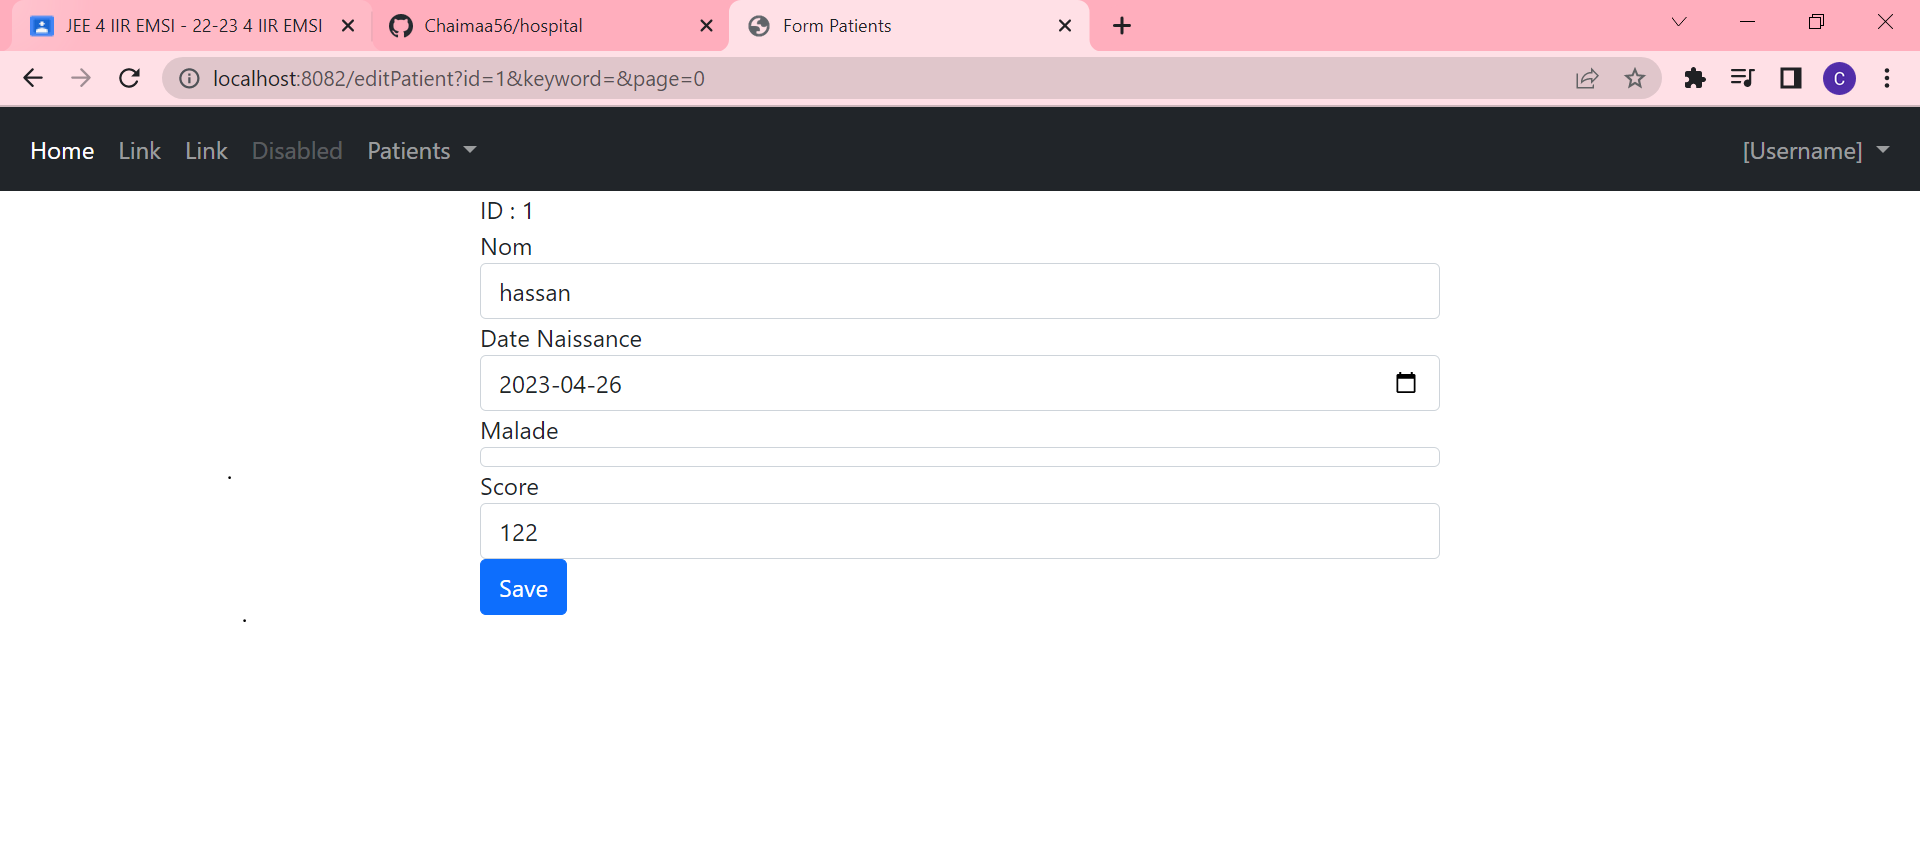 JEE 4 IIR EMSI - 22-23 4 IIR EMSI
Chaimaa56/hospital
Form Patients
localhost:8082/editPatient?id=1&keyword=&page=0
C
Home Link Link Disabled Patients [Username]
ID : 1
Nom
hassan
Date Naissance
2023-04-26
Malade
Score
122
Save